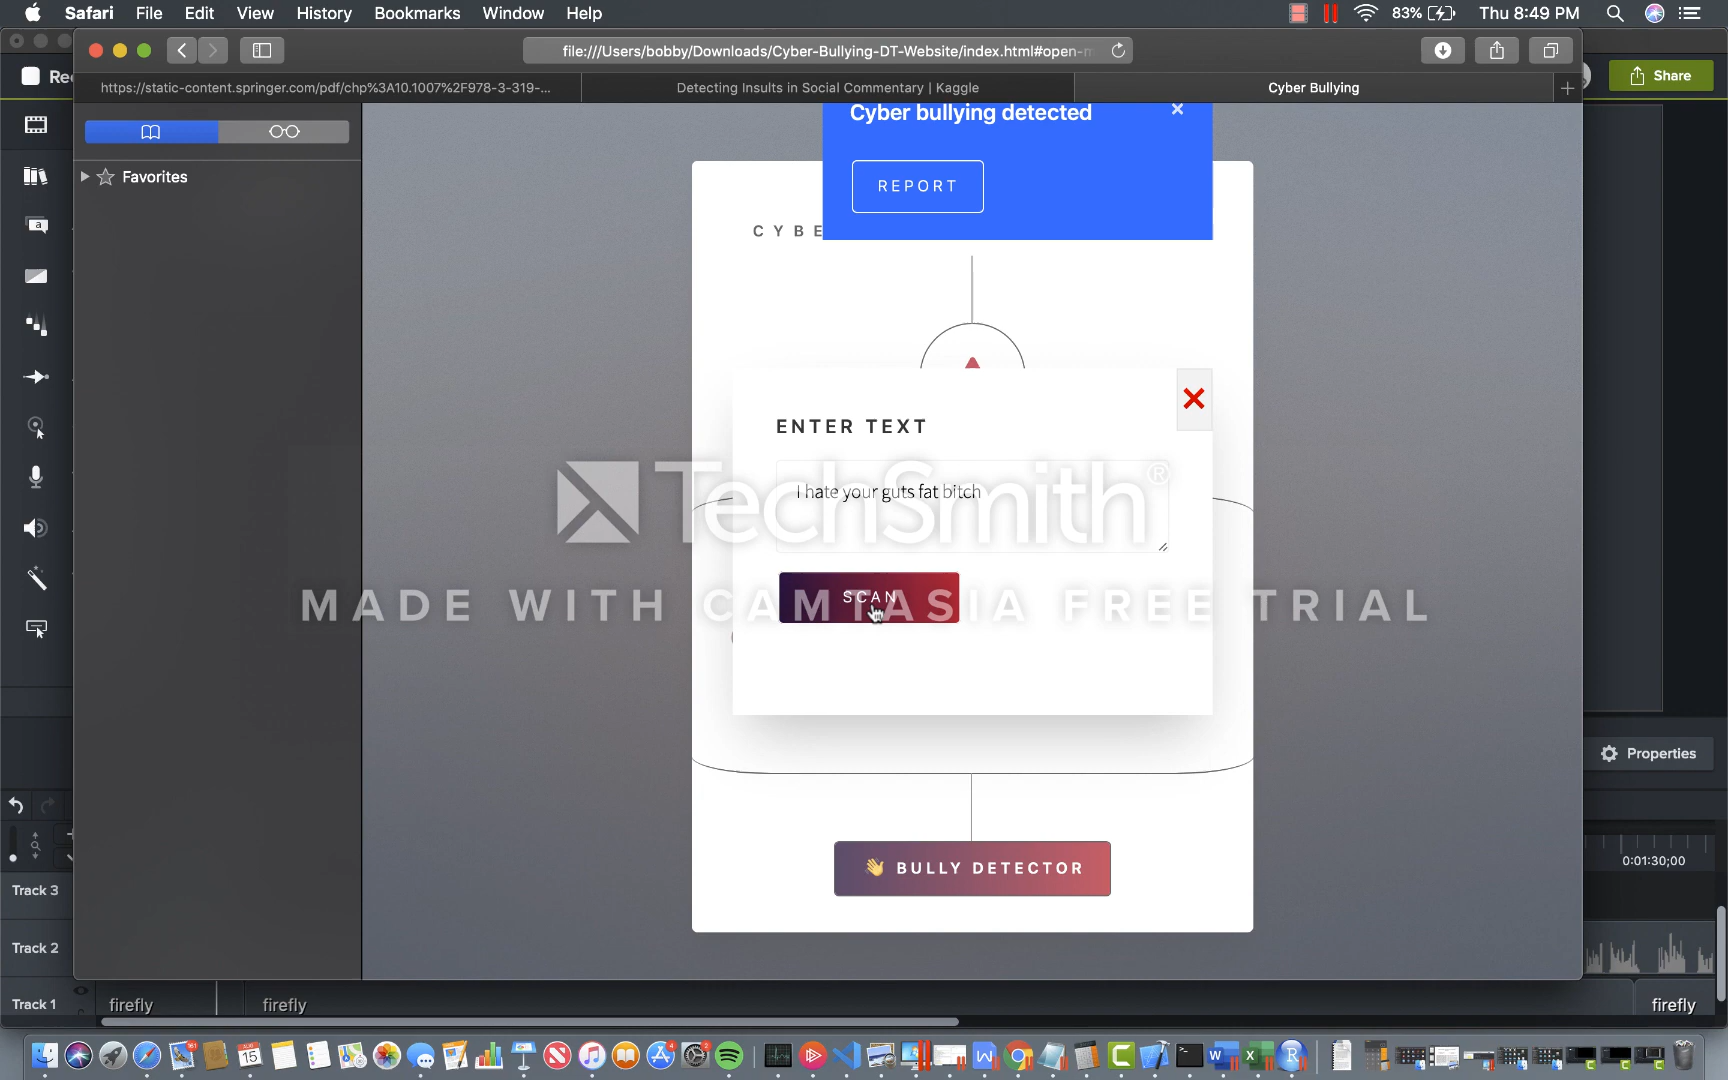 Safari File Edit View History Bookmarks Window Help
83%
Thu 8:49 PM
file:///Users/bobby/Downloads/Cyber-Bullying-DT-Website/index.html#open-m
Rec
Share
https://static-content.springer.com/pdf/chp%3A10.1007%2F978-3-319-...
Detecting Insults in Social Commentary | Kaggle
Cyber Bullying
Favorites
Cyber bullying detected
×
REPORT
CYBE
ENTER TEXT
I hate your guts fat bitch
TechSmith®
SCAN
MADE WITH CAMTASIA FREE TRIAL
Properties
👋 BULLY DETECTOR
0:01:30;00
Track 3
Track 2
Track 1
firefly
firefly
firefly